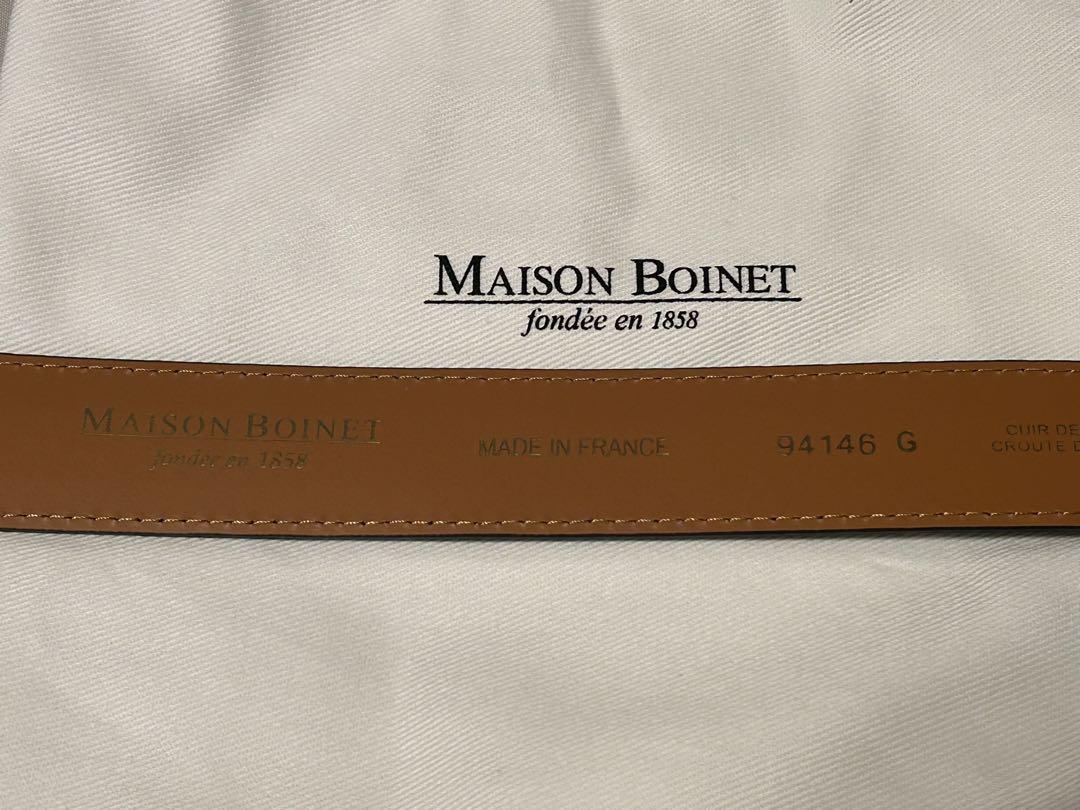 MAISON BOINET
fondée en 1858
MAISON BOINET
fondée en 1858
MADE IN FRANCE
94146 G
CUIR DE
CROUTE D